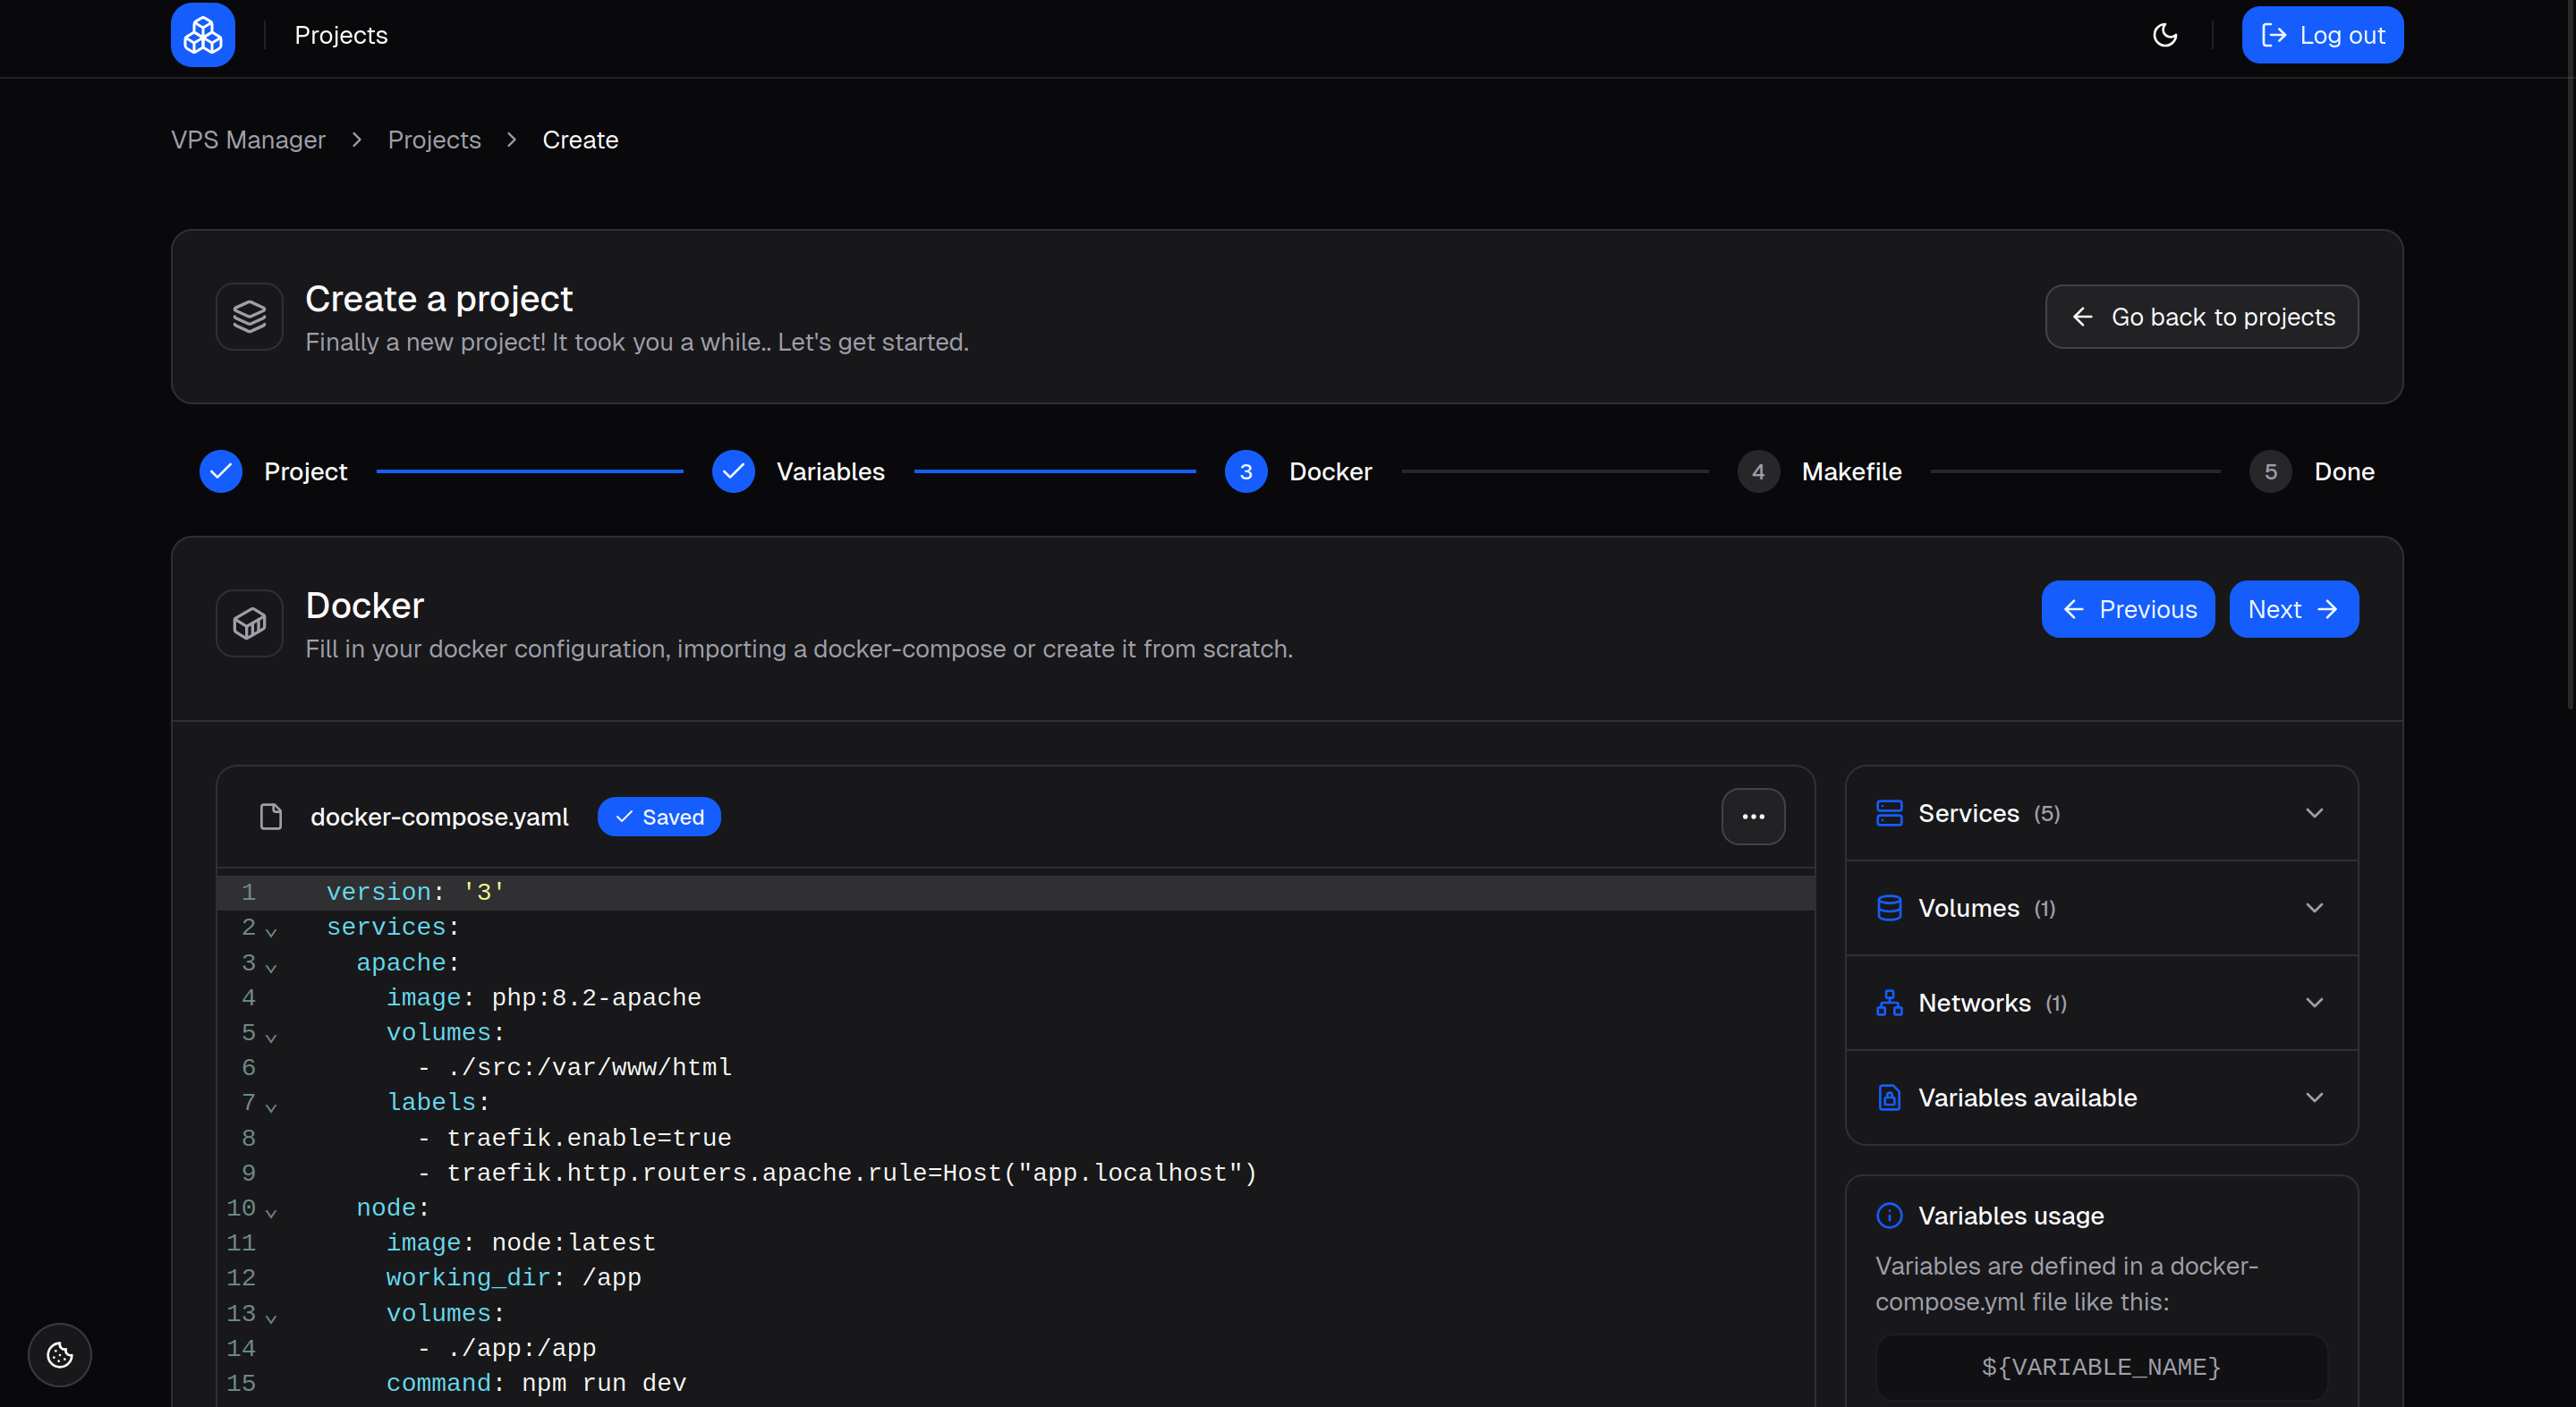 Projects
Log out
VPS Manager > Projects > Create
Create a project
Finally a new project! It took you a while.. Let's get started.
Go back to projects
Project
Variables
3 Docker
4 Makefile
5 Done
Docker
Fill in your docker configuration, importing a docker-compose or create it from scratch.
Previous
Next
docker-compose.yaml
Saved
1 version: '3'
2 services:
3   apache:
4     image: php:8.2-apache
5     volumes:
6       - ./src:/var/www/html
7     labels:
8       - traefik.enable=true
9       - traefik.http.routers.apache.rule=Host("app.localhost")
10   node:
11     image: node:latest
12     working_dir: /app
13     volumes:
14       - ./app:/app
15     command: npm run dev
Services (5)
Volumes (1)
Networks (1)
Variables available
Variables usage
Variables are defined in a docker-
compose.yml file like this:
${VARIABLE_NAME}